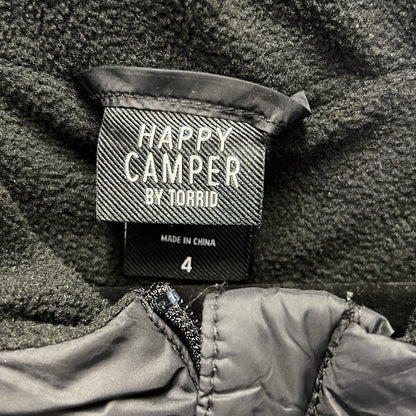 HAPPY
CAMPER
BY TORRID
MADE IN CHINA
4